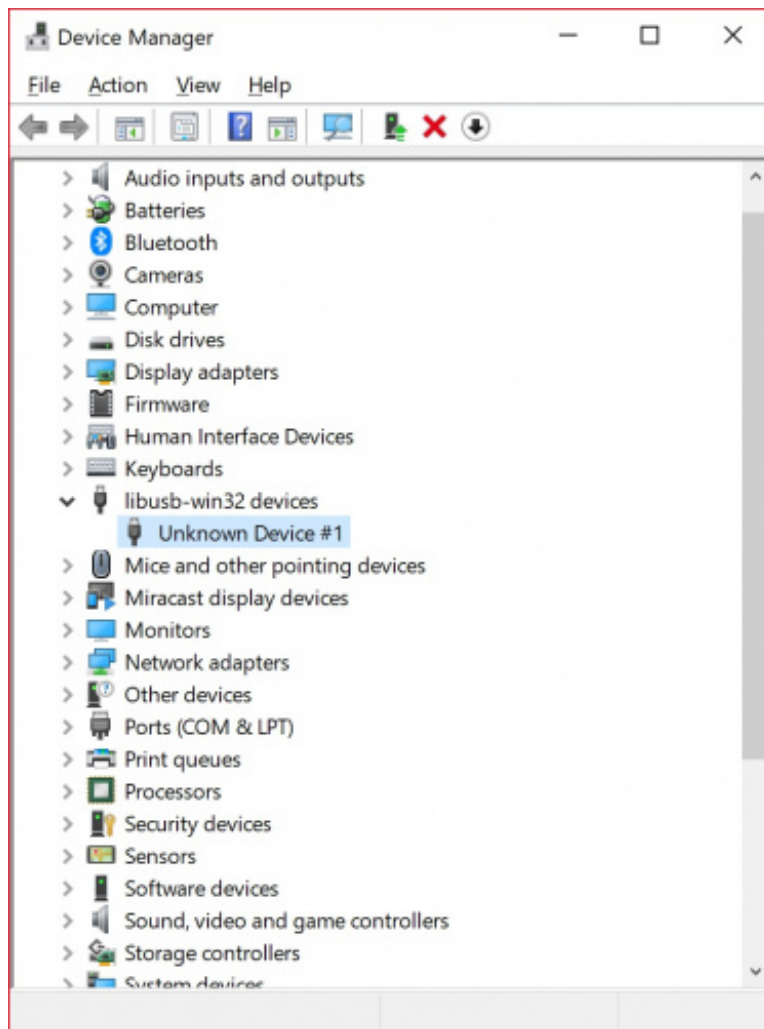 Device Manager
File Action View Help
Audio inputs and outputs
Batteries
Bluetooth
Cameras
Computer
Disk drives
Display adapters
Firmware
Human Interface Devices
Keyboards
libusb-win32 devices
Unknown Device #1
Mice and other pointing devices
Miracast display devices
Monitors
Network adapters
Other devices
Ports (COM & LPT)
Print queues
Processors
Security devices
Sensors
Software devices
Sound, video and game controllers
Storage controllers
System devices